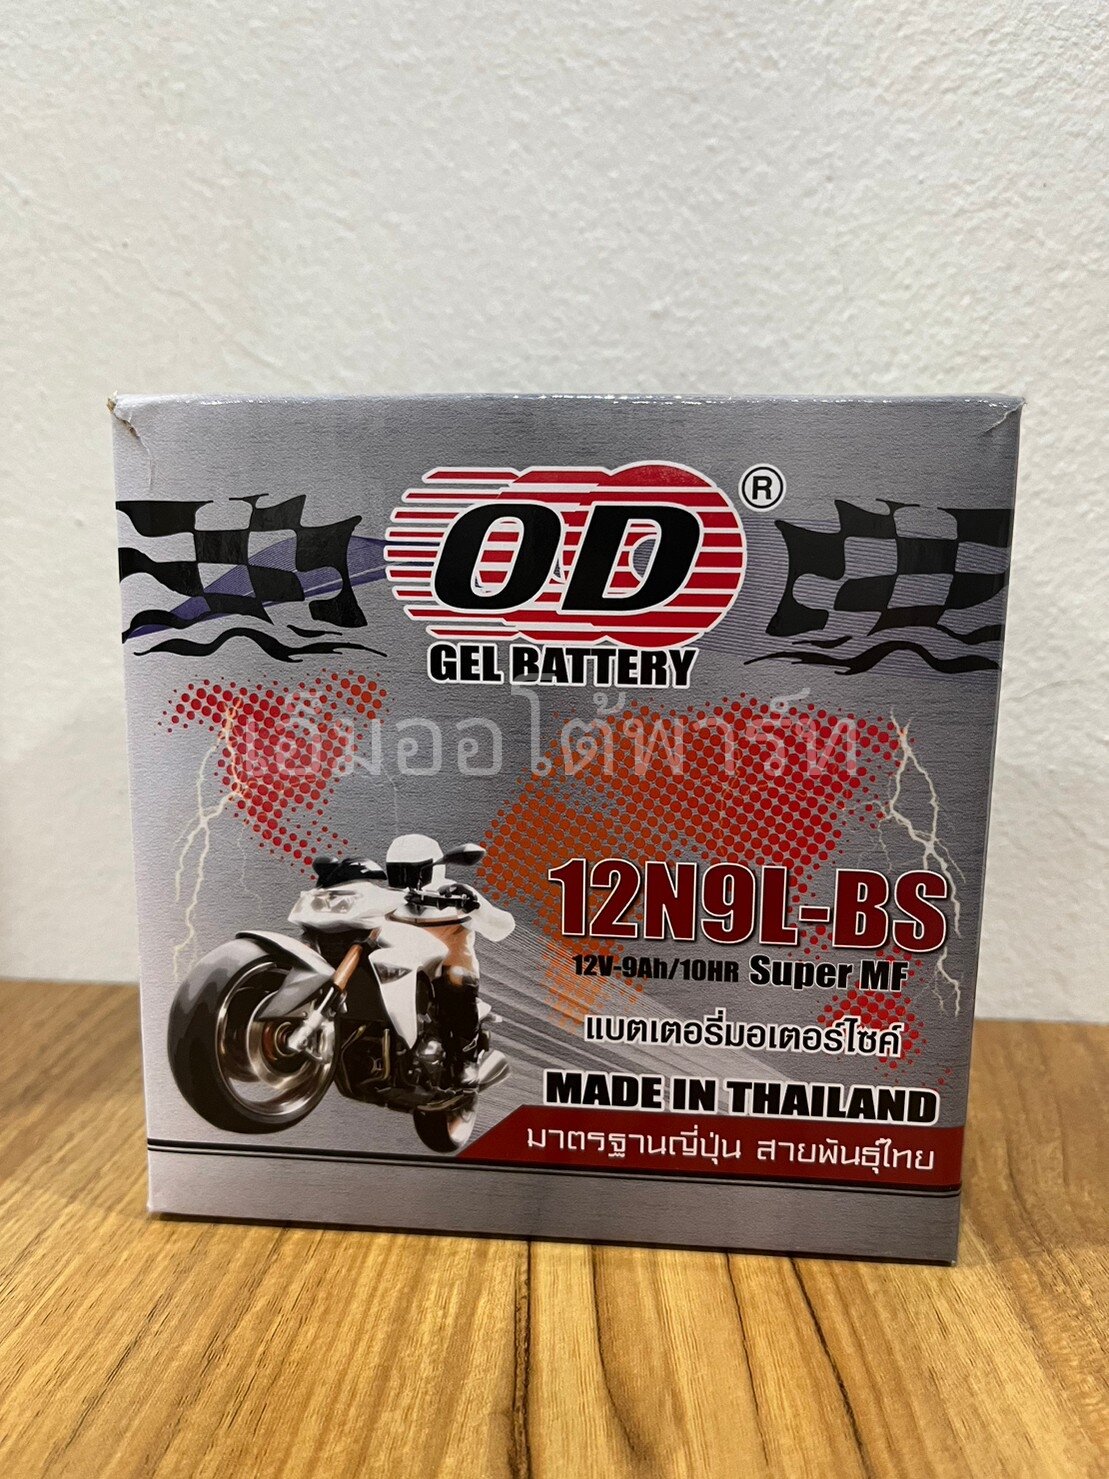 OD ®
GEL BATTERY
เอ็มออโต้พาร์ท
12N9L-BS
12V-9Ah/10HR Super MF
แบตเตอรี่มอเตอร์ไซค์
MADE IN THAILAND
มาตรฐานญี่ปุ่น สายพันธุ์ไทย